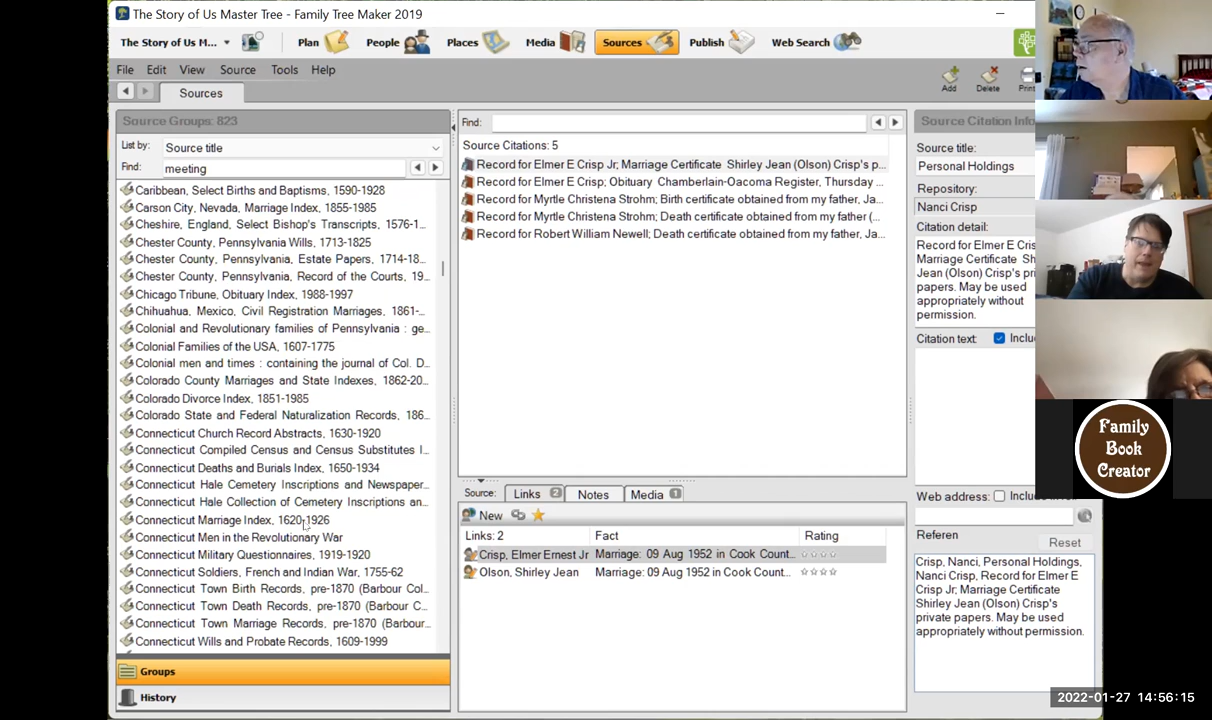 The Story of Us Master Tree - Family Tree Maker 2019
The Story of Us M...
Plan
People
Places
Media
Sources
Publish
Web Search
File
Edit
View
Source
Tools
Help
Sources
Add
Delete
Prin
Source Groups: 823
List by:
Source title
Find:
meeting
Caribbean, Select Births and Baptisms, 1590-1928
Carson City, Nevada, Marriage Index, 1855-1985
Cheshire, England, Select Bishop's Transcripts, 1576-1...
Chester County, Pennsylvania Wills, 1713-1825
Chester County, Pennsylvania, Estate Papers, 1714-18...
Chester County, Pennsylvania, Record of the Courts, 19...
Chicago Tribune, Obituary Index, 1988-1997
Chihuahua, Mexico, Civil Registration Marriages, 1861-...
Colonial and Revolutionary families of Pennsylvania : ge...
Colonial Families of the USA, 1607-1775
Colonial men and times : containing the journal of Col. D...
Colorado County Marriages and State Indexes, 1862-20...
Colorado Divorce Index, 1851-1985
Colorado State and Federal Naturalization Records, 186...
Connecticut Church Record Abstracts, 1630-1920
Connecticut Compiled Census and Census Substitutes I...
Connecticut Deaths and Burials Index, 1650-1934
Connecticut Hale Cemetery Inscriptions and Newspaper...
Connecticut Hale Collection of Cemetery Inscriptions an...
Connecticut Marriage Index, 1620-1926
Connecticut Men in the Revolutionary War
Connecticut Military Questionnaires, 1919-1920
Connecticut Soldiers, French and Indian War, 1755-62
Connecticut Town Birth Records, pre-1870 (Barbour Col...
Connecticut Town Death Records, pre-1870 (Barbour C...
Connecticut Town Marriage Records, pre-1870 (Barbour...
Connecticut Wills and Probate Records, 1609-1999
Groups
History
Find:
Source Citations: 5
Record for Elmer E Crisp Jr; Marriage Certificate Shirley Jean (Olson) Crisp's p...
Record for Elmer E Crisp; Obituary Chamberlain-Oacoma Register, Thursday ...
Record for Myrtle Christena Strohm; Birth certificate obtained from my father, Ja...
Record for Myrtle Christena Strohm; Death certificate obtained from my father (...
Record for Robert William Newell; Death certificate obtained from my father, Ja...
Source:
Links 2
Notes
Media 1
New
Links: 2
Fact
Rating
Crisp, Elmer Ernest Jr
Marriage: 09 Aug 1952 in Cook Count...
Olson, Shirley Jean
Marriage: 09 Aug 1952 in Cook Count...
Source Citation Info
Source title:
Personal Holdings
Repository:
Nanci Crisp
Citation detail:
Record for Elmer E Cris
Marriage Certificate Sh
Jean (Olson) Crisp's pri
papers. May be used
appropriately without
permission.
Citation text:
Inclu
Web address:
Inclu
Referen
Reset
Crisp, Nanci, Personal Holdings,
Nanci Crisp, Record for Elmer E
Crisp Jr; Marriage Certificate
Shirley Jean (Olson) Crisp's
private papers. May be used
appropriately without permission.
Family
Book
Creator
2022-01-27 14:56:15